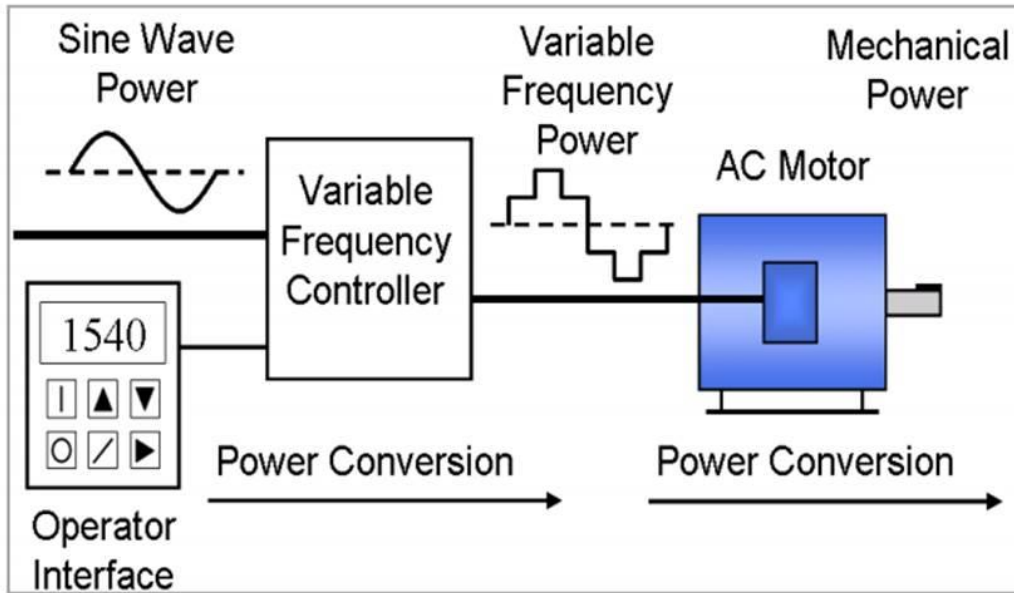 Sine Wave
Power
Variable
Frequency
Power
Mechanical
Power
AC Motor
Variable
Frequency
Controller
1540
Operator
Interface
Power Conversion
Power Conversion